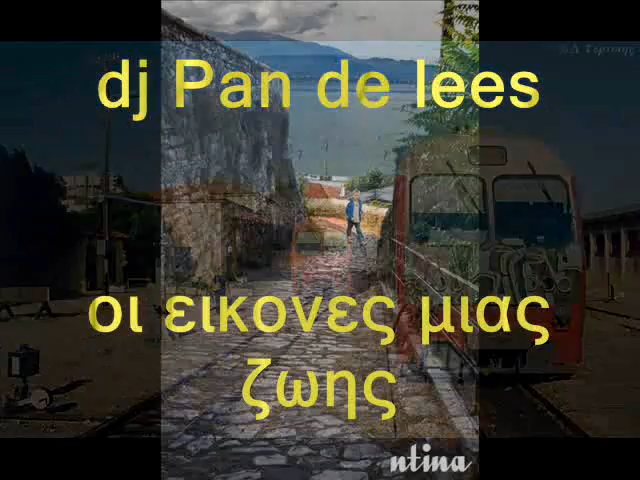 dj Pan de lees
οι εικονες μιας
ζωης
ntina